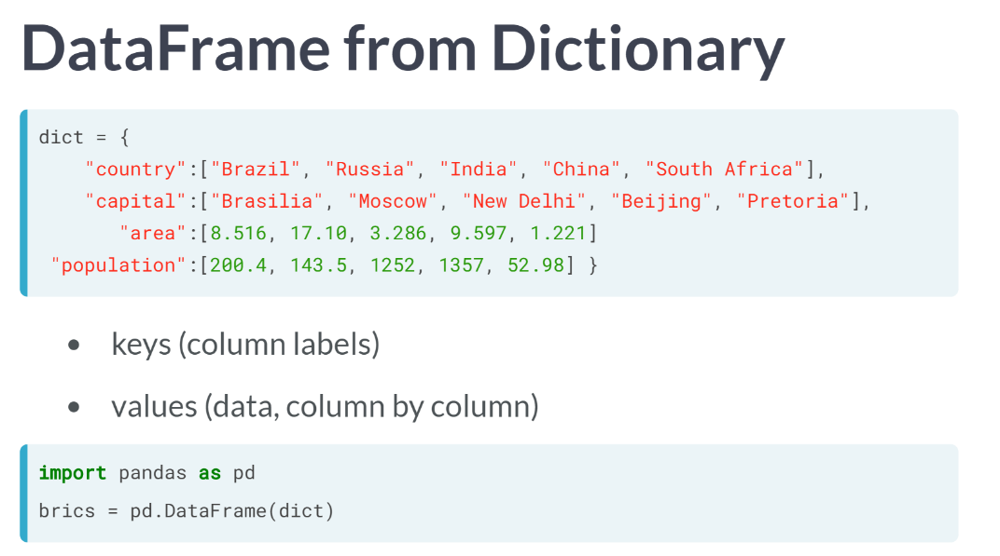 DataFrame from Dictionary
dict = {
    "country":["Brazil", "Russia", "India", "China", "South Africa"],
    "capital":["Brasilia", "Moscow", "New Delhi", "Beijing", "Pretoria"],
       "area":[8.516, 17.10, 3.286, 9.597, 1.221]
 "population":[200.4, 143.5, 1252, 1357, 52.98] }
• keys (column labels)
• values (data, column by column)
import pandas as pd
brics = pd.DataFrame(dict)